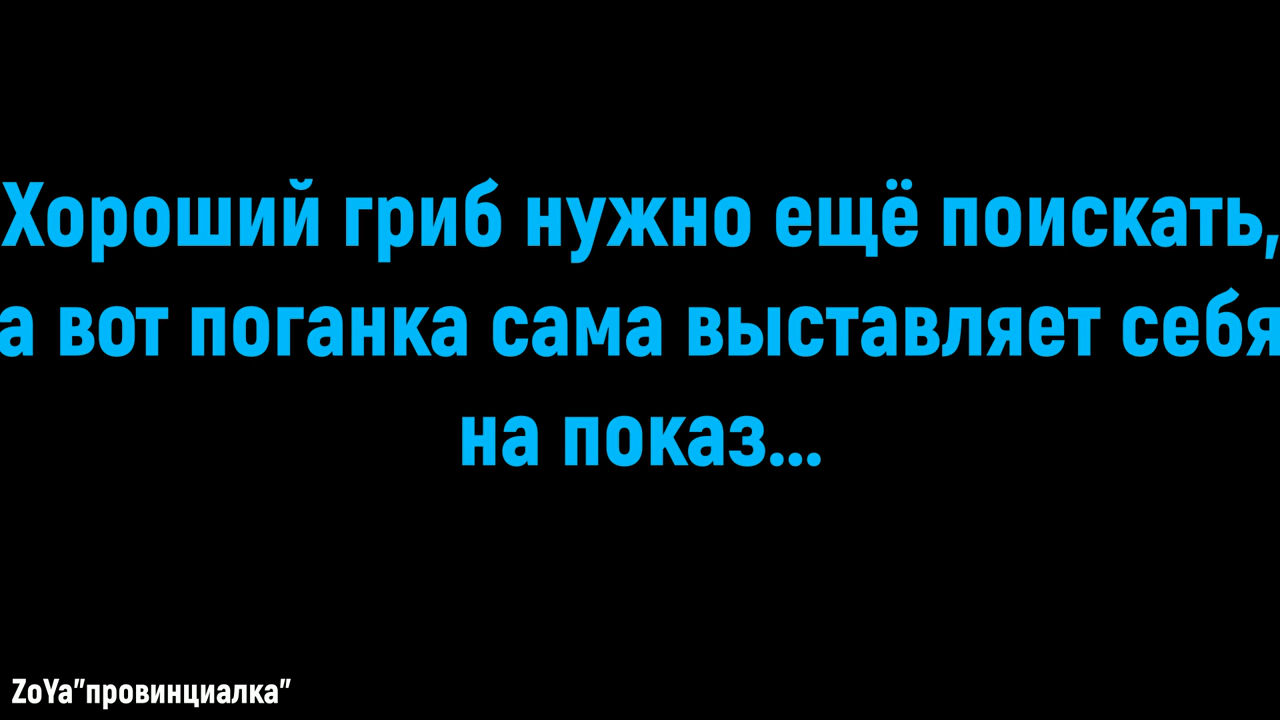 Хороший гриб нужно ещё поискать,
а вот поганка сама выставляет себя
на показ...
ZoYa"провинциалка"